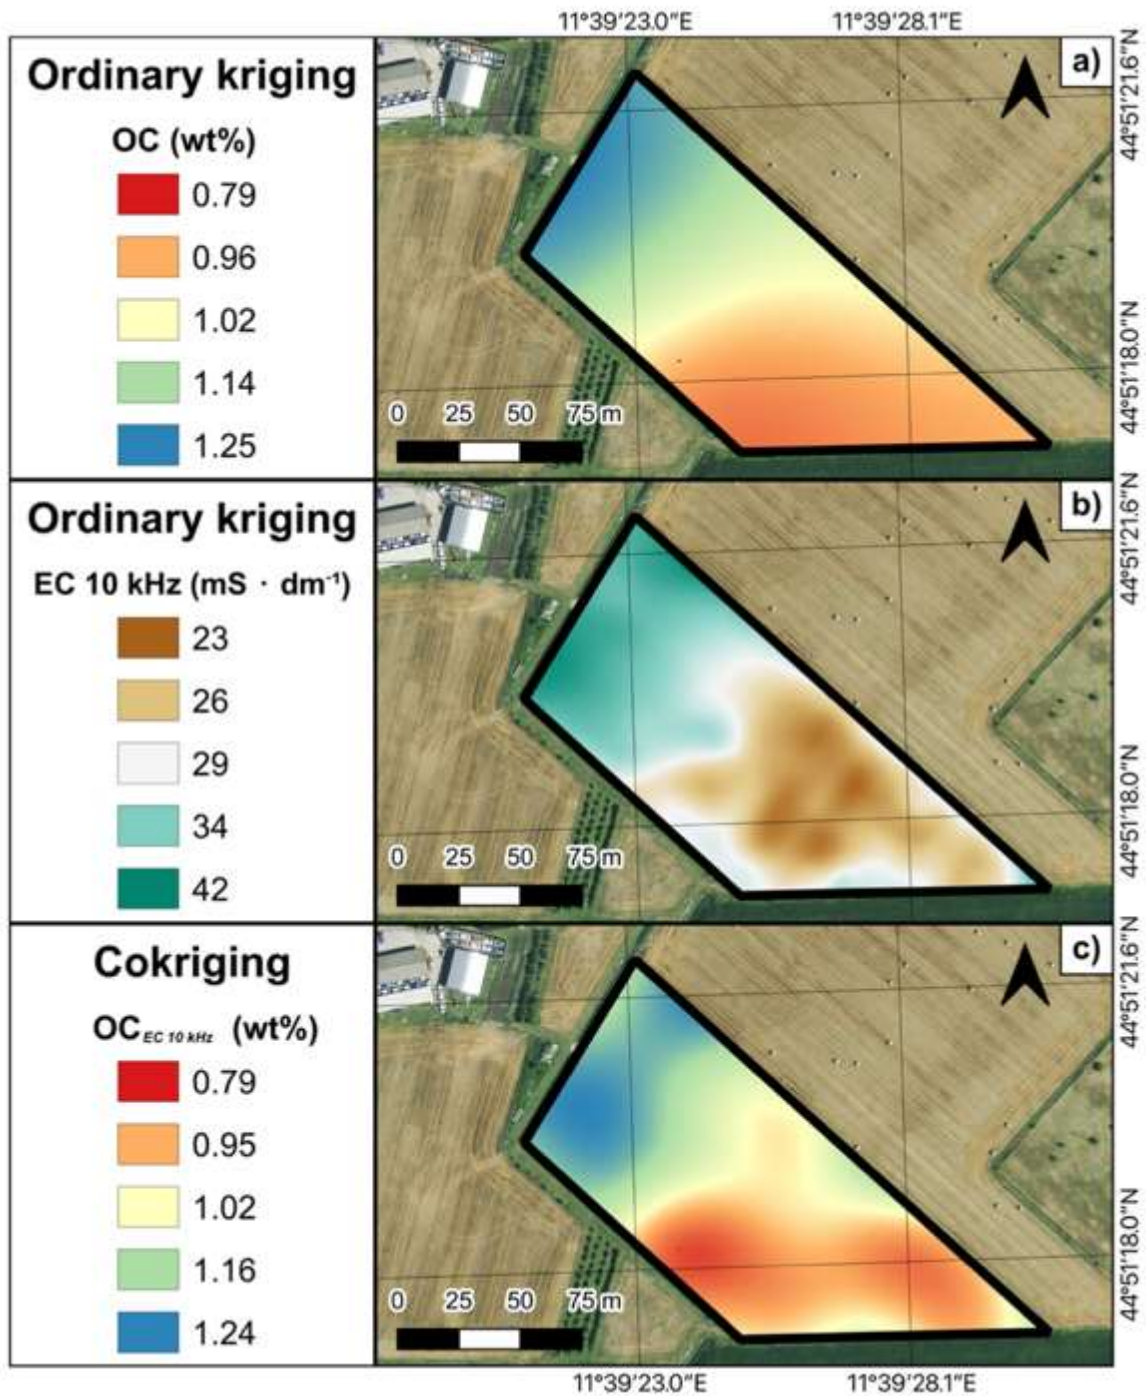 11°39'23.0"E 11°39'28.1"E
Ordinary kriging
OC (wt%)
0.79
0.96
1.02
1.14
1.25
a)
44°51'21.6"N
44°51'18.0"N
0 25 50 75 m
Ordinary kriging
EC 10 kHz (mS · dm⁻¹)
23
26
29
34
42
b)
44°51'21.6"N
44°51'18.0"N
0 25 50 75 m
Cokriging
OC EC 10 kHz (wt%)
0.79
0.95
1.02
1.16
1.24
c)
44°51'21.6"N
44°51'18.0"N
0 25 50 75 m
11°39'23.0"E 11°39'28.1"E